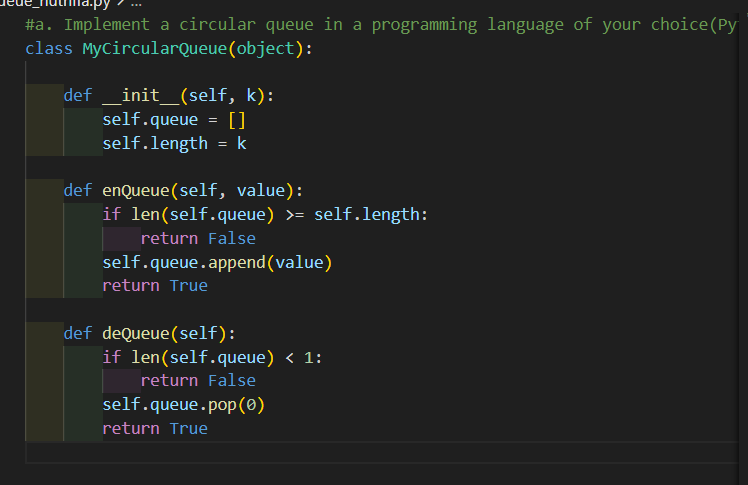 #a. Implement a circular queue in a programming language of your choice(Py
class MyCircularQueue(object):
    def __init__(self, k):
        self.queue = []
        self.length = k
    def enQueue(self, value):
        if len(self.queue) >= self.length:
            return False
        self.queue.append(value)
        return True
    def deQueue(self):
        if len(self.queue) < 1:
            return False
        self.queue.pop(0)
        return True